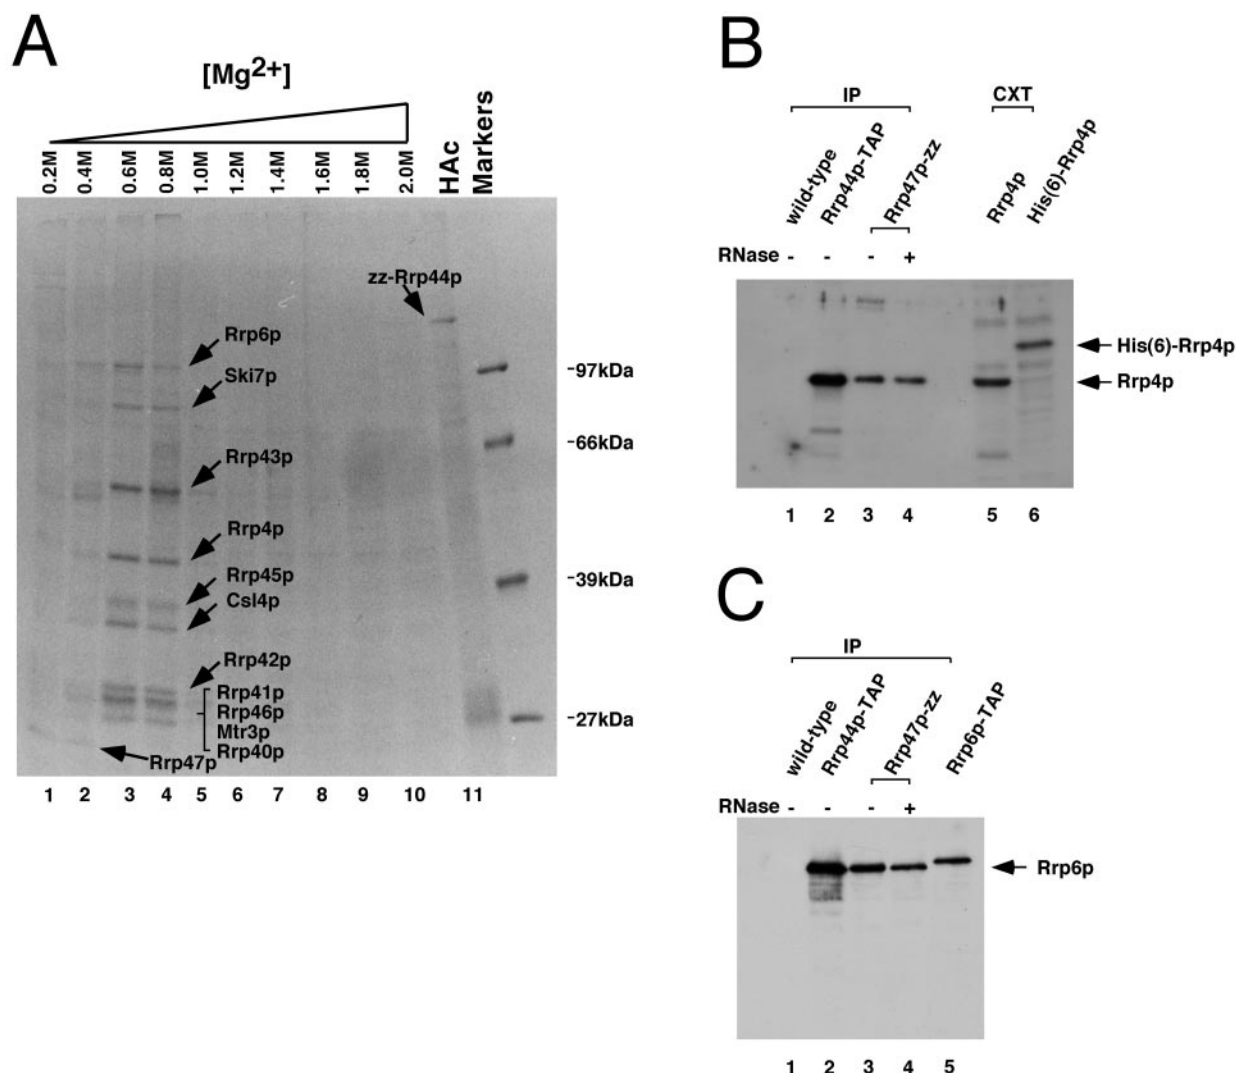 A
[Mg2+]
0.2M
0.4M
0.6M
0.8M
1.0M
1.2M
1.4M
1.6M
1.8M
2.0M
HAc
Markers
zz-Rrp44p
Rrp6p
Ski7p
Rrp43p
Rrp4p
Rrp45p
Csl4p
Rrp42p
Rrp41p
Rrp46p
Mtr3p
Rrp40p
Rrp47p
-97kDa
-66kDa
-39kDa
-27kDa
1 2 3 4 5 6 7 8 9 10 11
B
IP CXT
wild-type
Rrp44p-TAP
Rrp47p-zz
Rrp4p
His(6)-Rrp4p
RNase - - - +
His(6)-Rrp4p
Rrp4p
1 2 3 4 5 6
C
IP
wild-type
Rrp44p-TAP
Rrp47p-zz
Rrp6p-TAP
RNase - - - +
Rrp6p
1 2 3 4 5